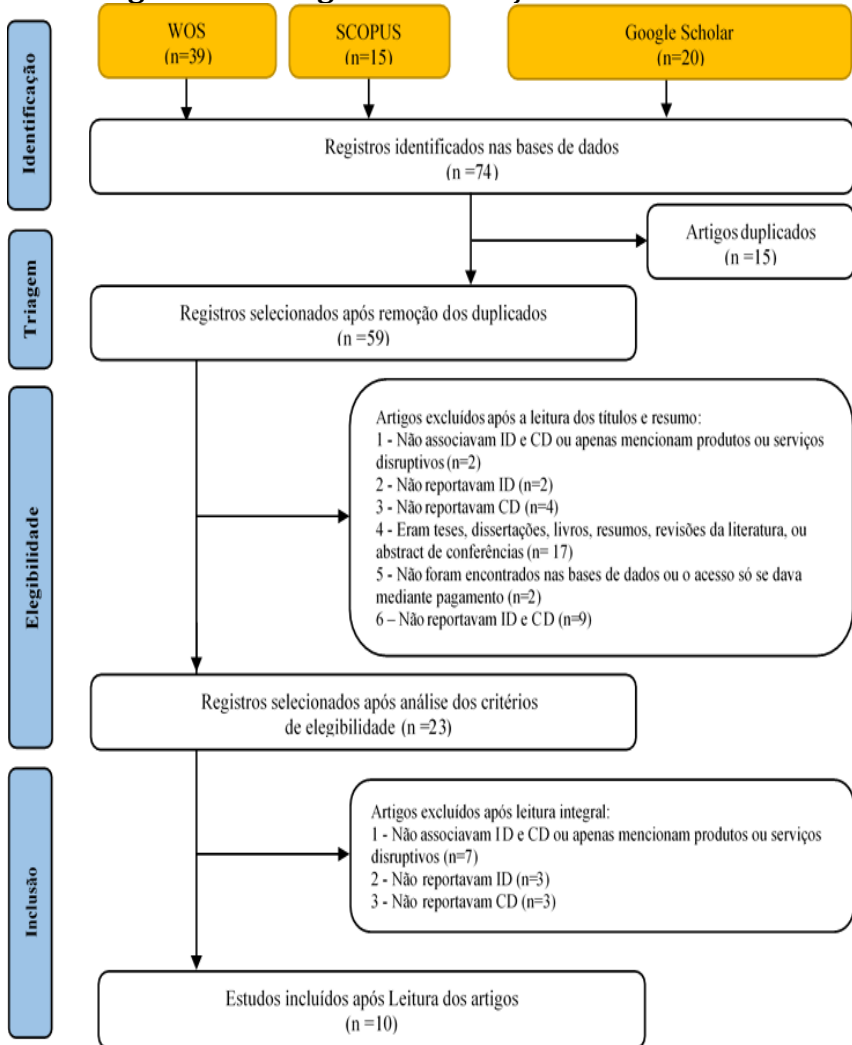 WOS
(n=39)
SCOPUS
(n=15)
Google Scholar
(n=20)
Identificação
Registros identificados nas bases de dados
(n =74)
Artigos duplicados
(n =15)
Triagem
Registros selecionados após remoção dos duplicados
(n =59)
Elegibilidade
Artigos excluídos após a leitura dos títulos e resumo:
1 - Não associavam ID e CD ou apenas mencionam produtos ou serviços
disruptivos (n=2)
2 - Não reportavam ID (n=2)
3 - Não reportavam CD (n=4)
4 - Eram teses, dissertações, livros, resumos, revisões da literatura, ou
abstract de conferências (n= 17)
5 - Não foram encontrados nas bases de dados ou o acesso só se dava
mediante pagamento (n=2)
6 – Não reportavam ID e CD (n=9)
Registros selecionados após análise dos critérios
de elegibilidade (n =23)
Inclusão
Artigos excluídos após leitura integral:
1 - Não associavam ID e CD ou apenas mencionam produtos ou serviços
disruptivos (n=7)
2 - Não reportavam ID (n=3)
3 - Não reportavam CD (n=3)
Estudos incluídos após Leitura dos artigos
(n =10)